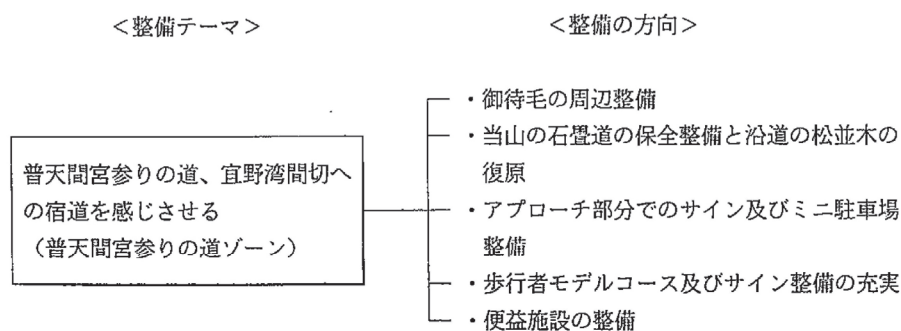 ＜整備テーマ＞
＜整備の方向＞
普天間宮参りの道、宜野湾間切へ
の宿道を感じさせる
（普天間宮参りの道ゾーン）
・御待毛の周辺整備
・当山の石畳道の保全整備と沿道の松並木の
復原
・アプローチ部分でのサイン及びミニ駐車場
整備
・歩行者モデルコース及びサイン整備の充実
・便益施設の整備